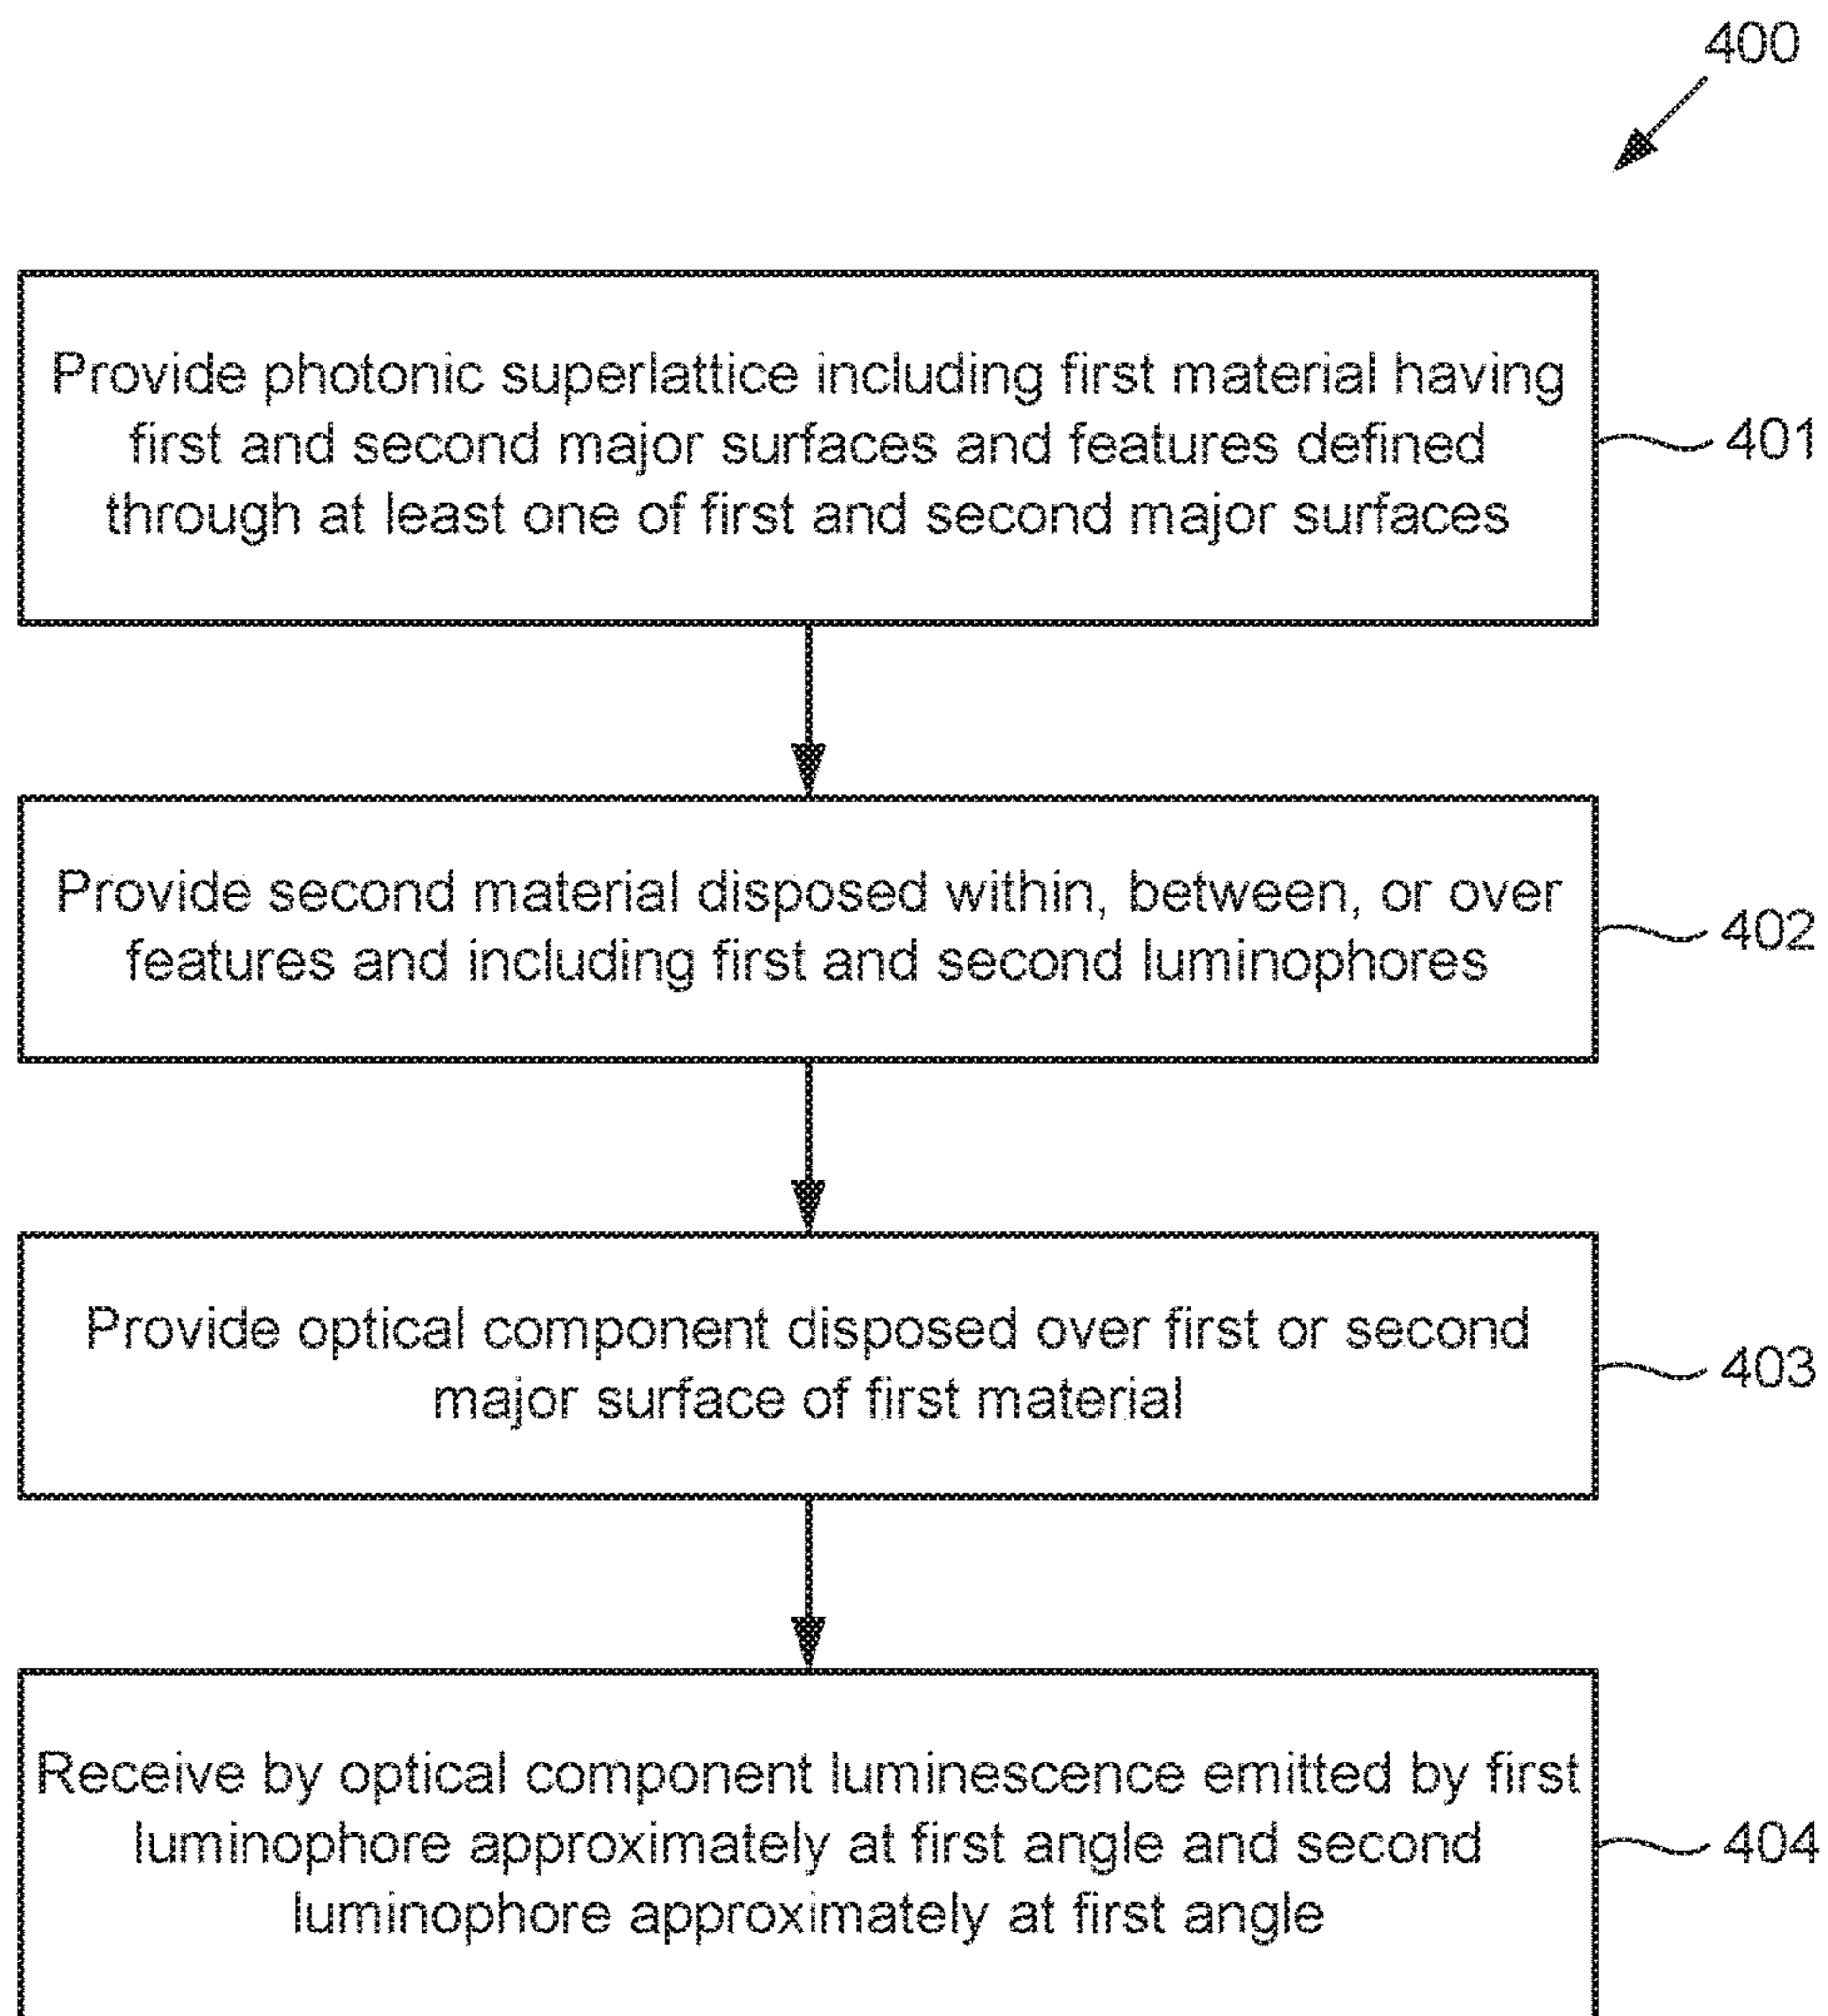 400
Provide photonic superlattice including first material having
first and second major surfaces and features defined
through at least one of first and second major surfaces
401
Provide second material disposed within, between, or over
features and including first and second luminophores
402
Provide optical component disposed over first or second
major surface of first material
403
Receive by optical component luminescence emitted by first
luminophore approximately at first angle and second
luminophore approximately at first angle
404